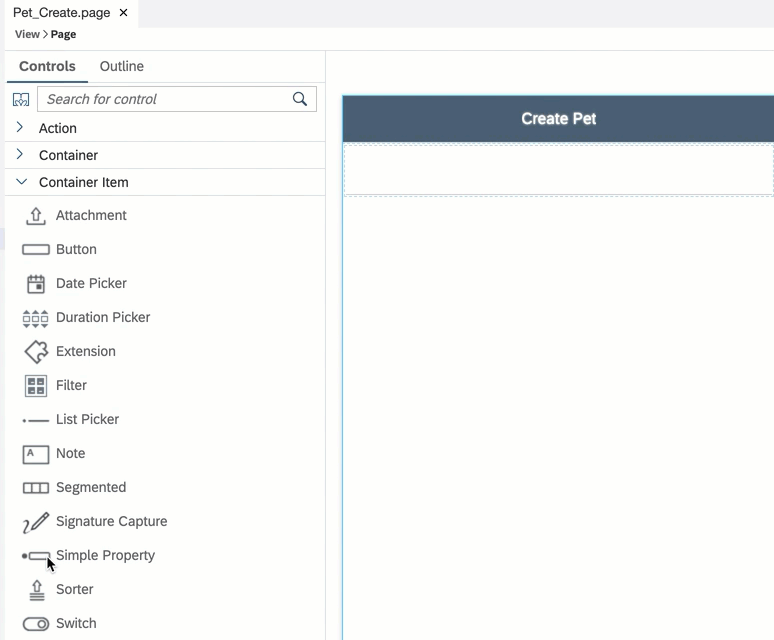 Pet_Create.page ×
View > Page
Controls Outline
Search for control
Action
Container
Container Item
Attachment
Button
Date Picker
Duration Picker
Extension
Filter
List Picker
A Note
Segmented
Signature Capture
Simple Property
Sorter
Switch
Create Pet